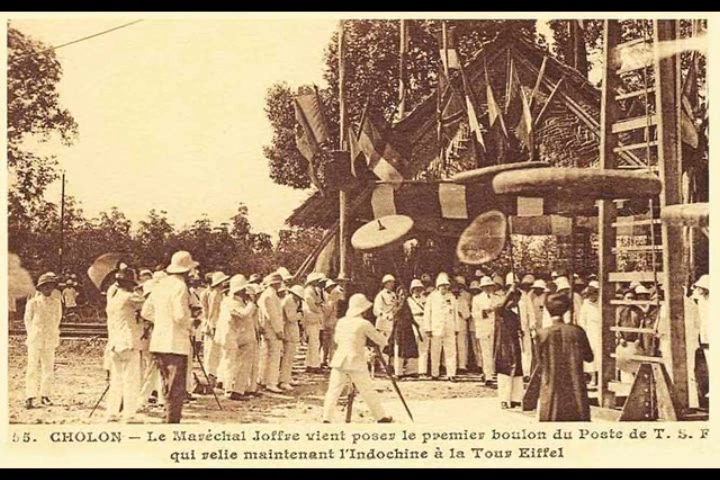 55. CHOLON — Le Maréchal Joffre vient poser le premier boulon du Poste de T. S. F
qui relie maintenant l'Indochine à la Tour Eiffel